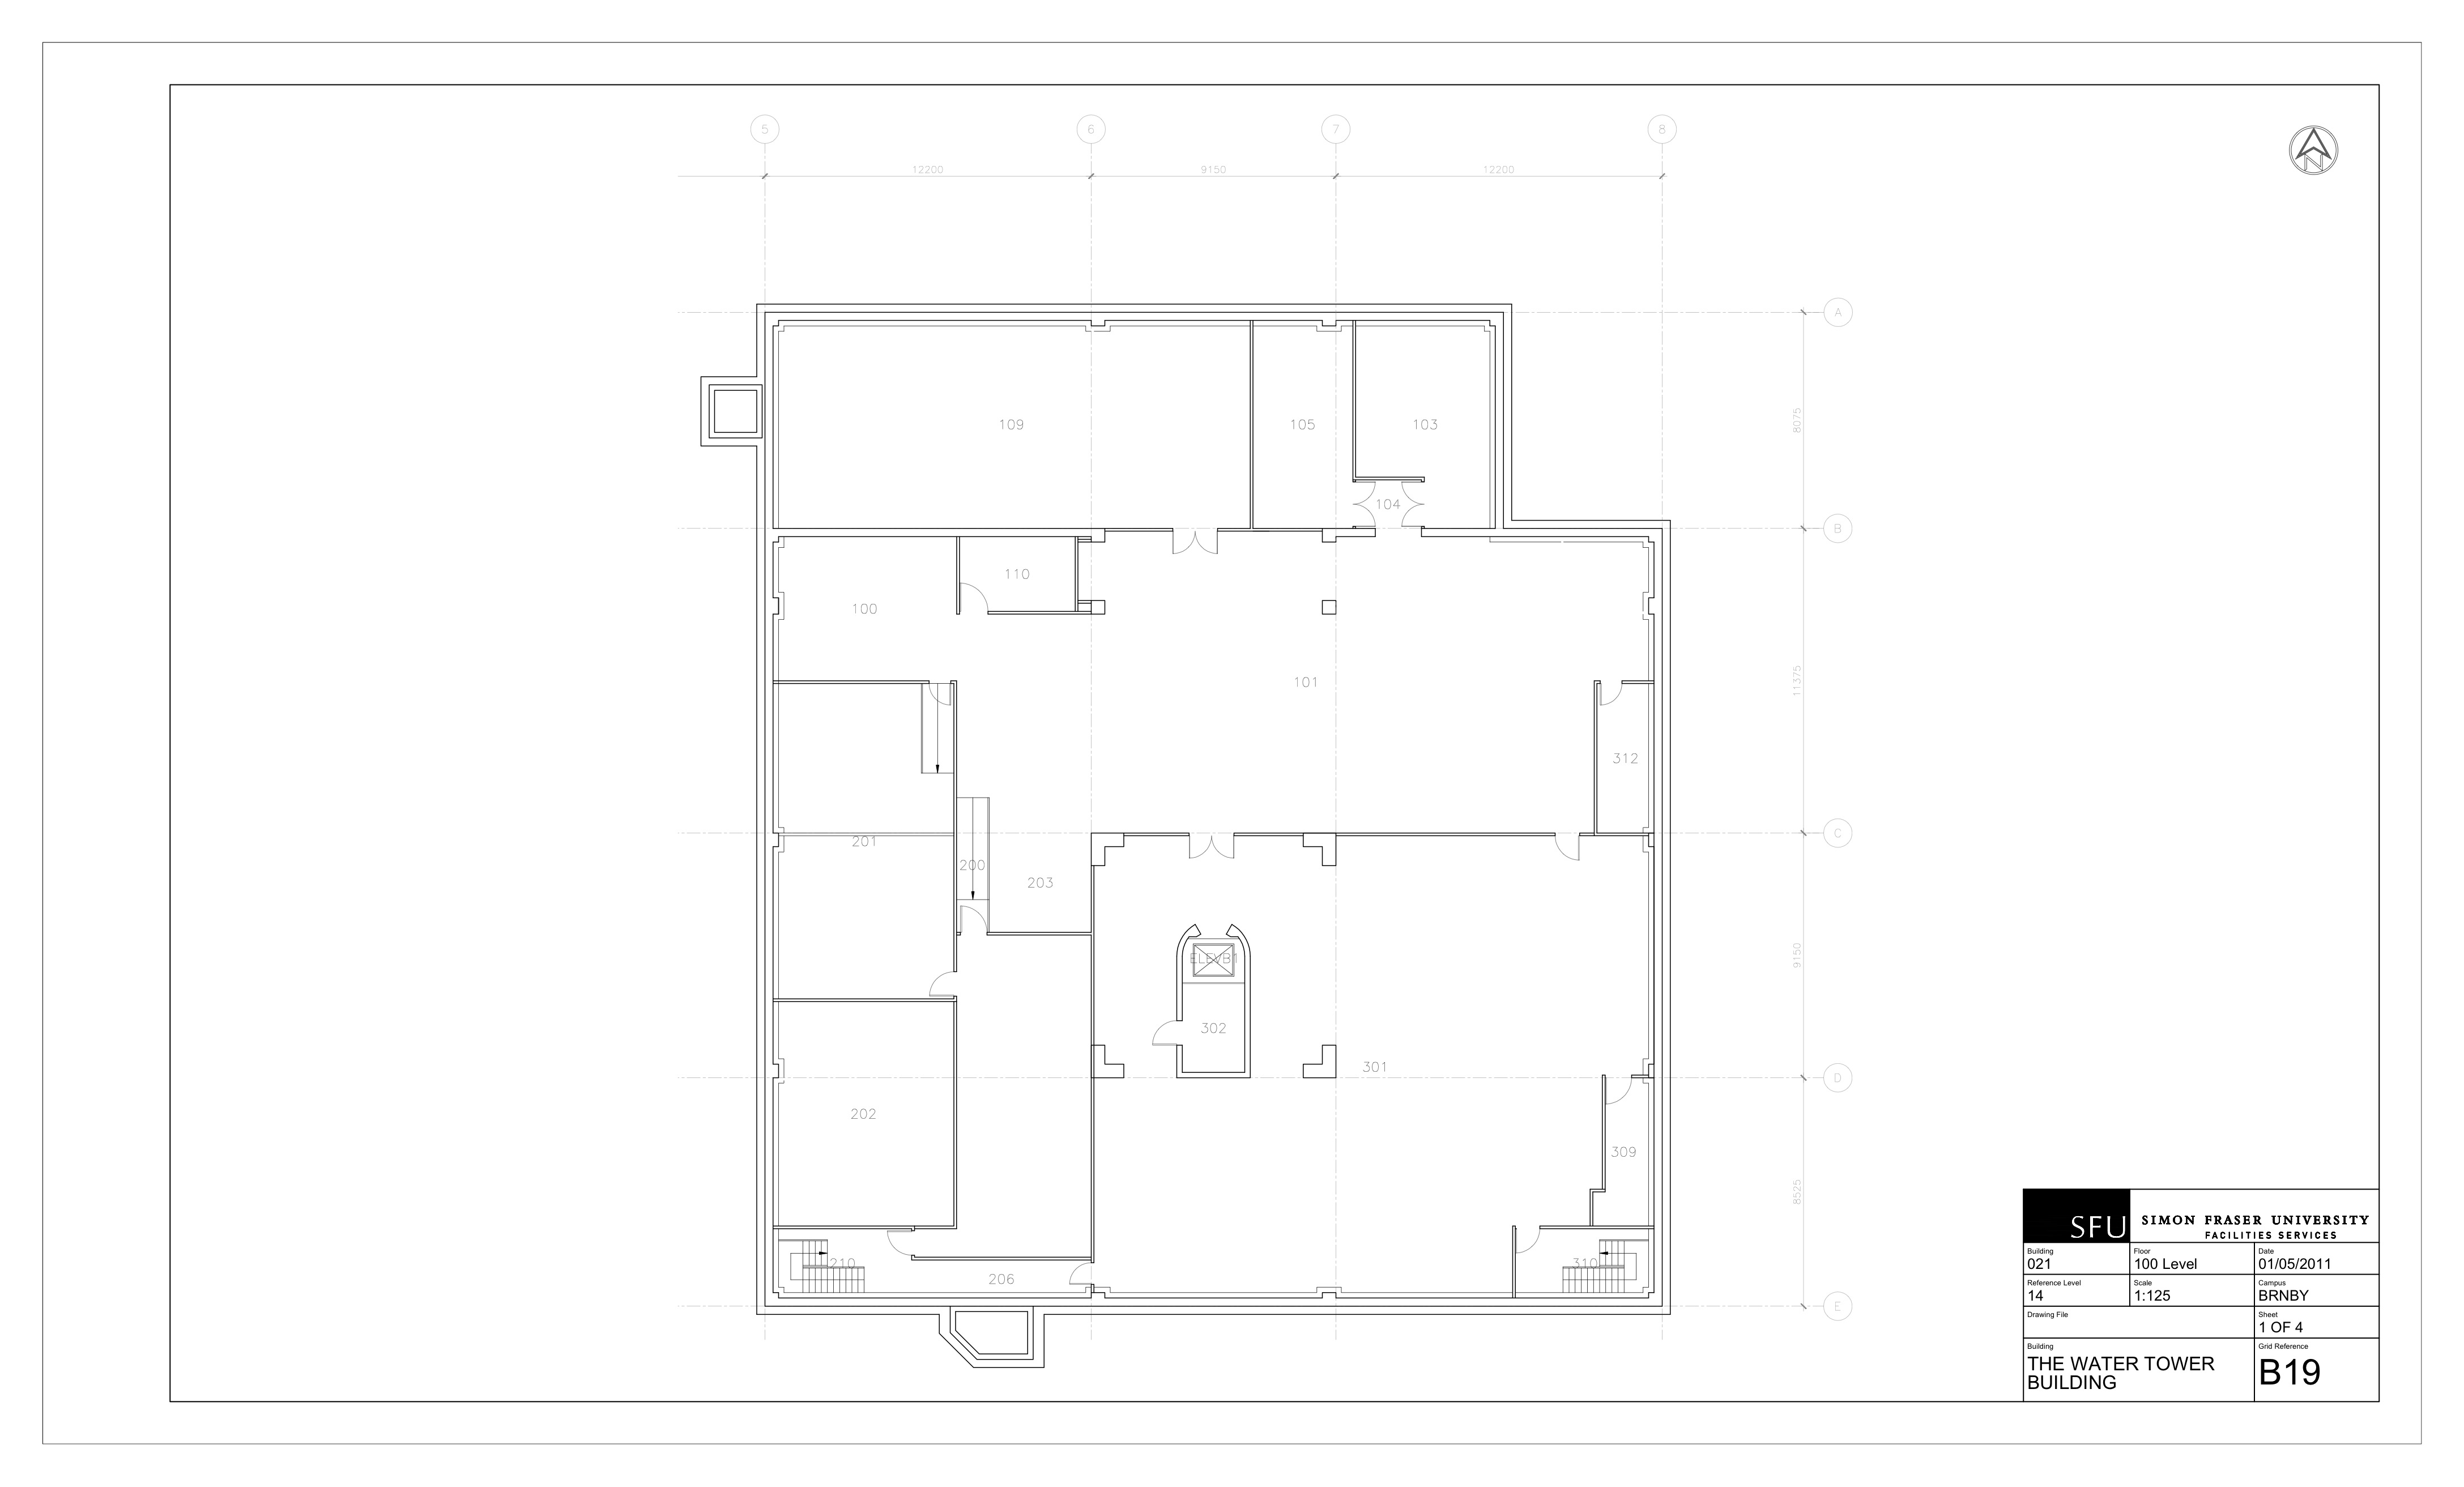 5 6 7 8
12200 9150 12200
N
A
8075
109 105 103
104
B
110
100
11375
101
312
C
201
200
203
9150
ELEVB1
302
301
D
202
309
8525
210 310
206
E
SFU SIMON FRASER UNIVERSITY
FACILITIES SERVICES
Building Floor Date
021 100 Level 01/05/2011
Reference Level Scale Campus
14 1:125 BRNBY
Drawing File Sheet
1 OF 4
Building Grid Reference
THE WATER TOWER
BUILDING
B19